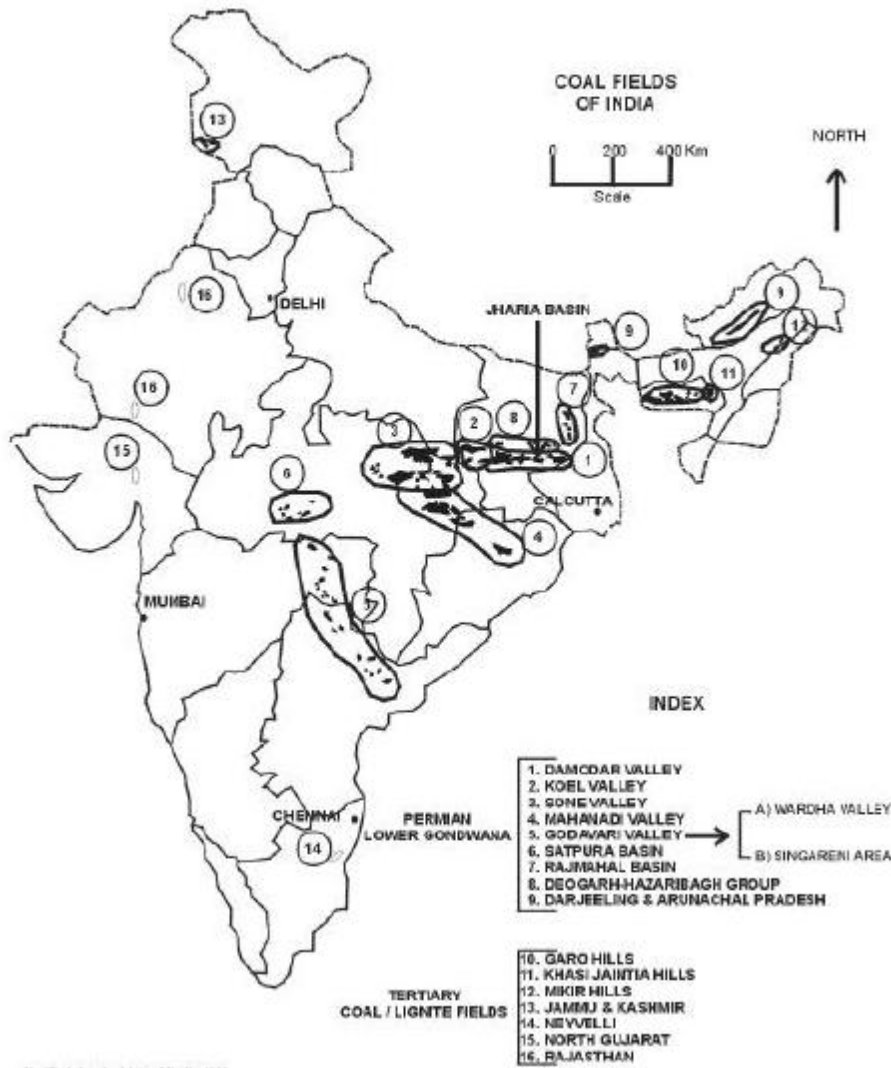 COAL FIELDS
OF INDIA
NORTH
0 200 400 Km
Scale
13
16
DELHI
JHARIA BASIN
9
9
10
11
7
16
3
2
8
15
6
1
CALCUTTA
4
MUMBAI
INDEX
1. DAMODAR VALLEY
2. KOEL VALLEY
3. SONE VALLEY
4. MAHANADI VALLEY
5. GODAVARI VALLEY
6. SATPURA BASIN
7. RAJMAHAL BASIN
8. DEOGARH-HAZARIBAGH GROUP
9. DARJEELING & ARUNACHAL PRADESH
PERMIAN
LOWER GONDWANA
A) WARDHA VALLEY
B) SINGARENI AREA
CHENNAI
14
TERTIARY
COAL / LIGNITE FIELDS
10. GARO HILLS
11. KHASI JAINTIA HILLS
12. MIKIR HILLS
13. JAMMU & KASHMIR
14. NEYVELLI
15. NORTH GUJARAT
16. RAJASTHAN